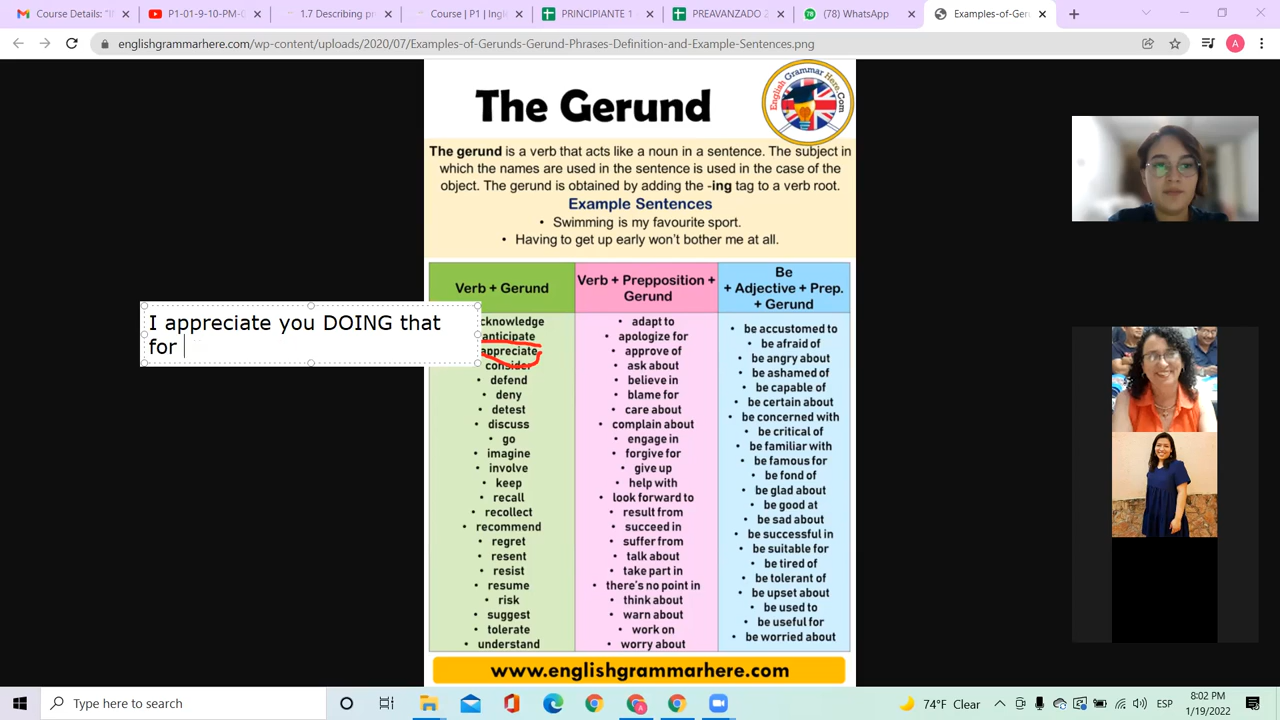 Course Details: "II
P1-01-9-10-PM-C
1.7 Describing pr
Course | P1 | Ingl
PRINCIPIANTE 1
PREAVANZADO 2
(78) WhatsApp
Examples-of-Ger
englishgrammarhere.com/wp-content/uploads/2020/07/Examples-of-Gerunds-Gerund-Phrases-Definition-and-Example-Sentences.png
A
The Gerund
English Grammar Here.Com
The gerund is a verb that acts like a noun in a sentence. The subject in
which the names are used in the sentence is used in the case of the
object. The gerund is obtained by adding the -ing tag to a verb root.
Example Sentences
• Swimming is my favourite sport.
• Having to get up early won't bother me at all.
Verb + Gerund
cknowledge
anticipate
appreciate
consider
• defend
• deny
• detest
• discuss
• go
• imagine
• involve
• keep
• recall
• recollect
• recommend
• regret
• resent
• resist
• resume
• risk
• suggest
• tolerate
• understand
Verb + Prepposition +
Gerund
• adapt to
• apologize for
• approve of
• ask about
• believe in
• blame for
• care about
• complain about
• engage in
• forgive for
• give up
• help with
• look forward to
• result from
• succeed in
• suffer from
• talk about
• take part in
• there's no point in
• think about
• warn about
• work on
• worry about
Be
+ Adjective + Prep.
+ Gerund
• be accustomed to
• be afraid of
• be angry about
• be ashamed of
• be capable of
• be certain about
• be concerned with
• be critical of
• be familiar with
• be famous for
• be fond of
• be glad about
• be good at
• be sad about
• be successful in
• be suitable for
• be tired of
• be tolerant of
• be upset about
• be used to
• be useful for
• be worried about
I appreciate you DOING that
for
www.englishgrammarhere.com
Type here to search
74°F Clear
ESP
8:02 PM
1/19/2022